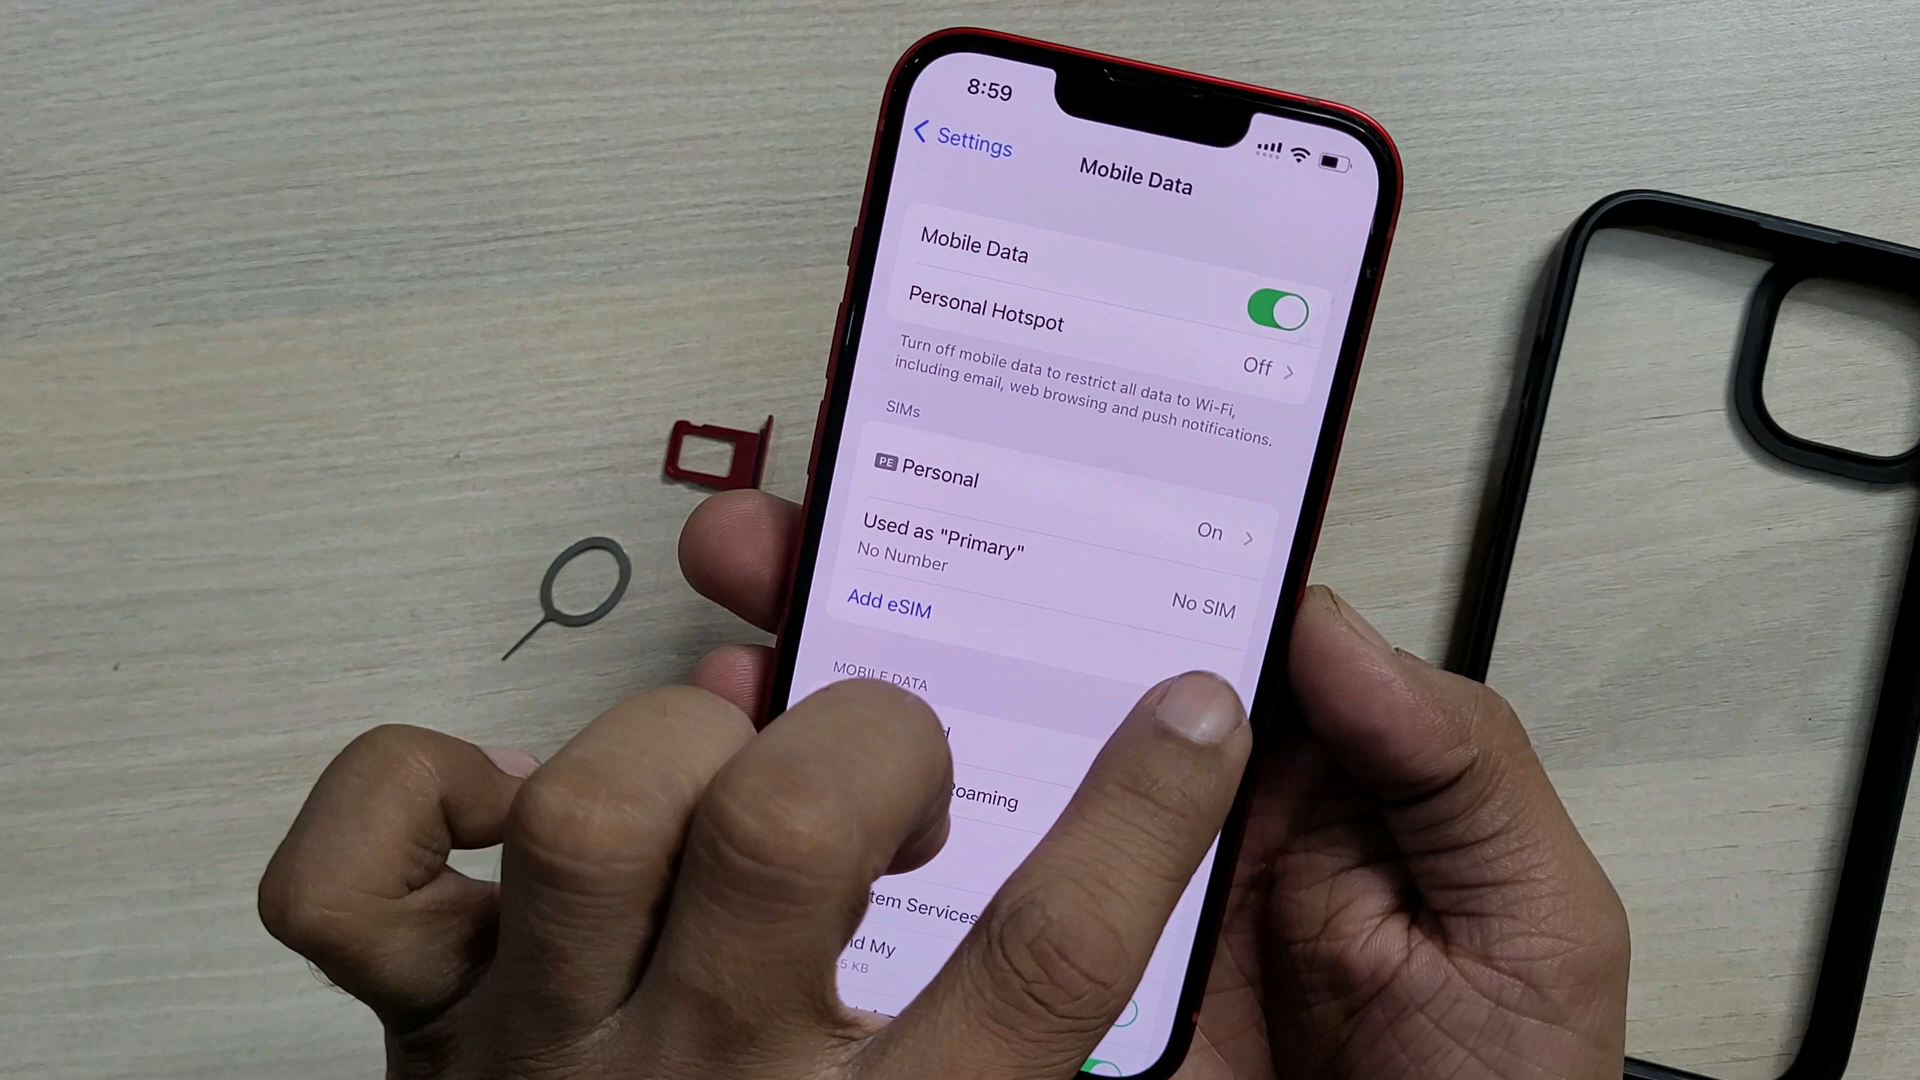 8:59
Settings
Mobile Data
Mobile Data
Personal Hotspot
Off
Turn off mobile data to restrict all data to Wi-Fi,
including email, web browsing and push notifications.
SIMs
PE Personal
On
Used as "Primary"
No Number
No SIM
Add eSIM
MOBILE DATA
Roaming
Services
My
KB